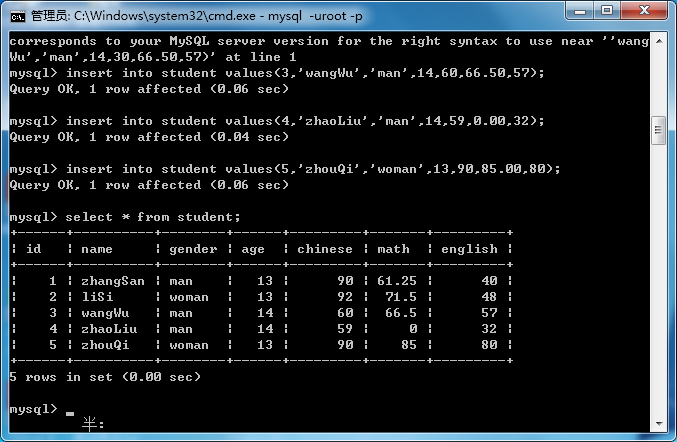 管理员: C:\Windows\system32\cmd.exe - mysql  -uroot -p
corresponds to your MySQL server version for the right syntax to use near ''wang
Wu','man',14,30,66.50,57)' at line 1
mysql> insert into student values(3,'wangWu','man',14,60,66.50,57);
Query OK, 1 row affected (0.06 sec)

mysql> insert into student values(4,'zhaoLiu','man',14,59,0.00,32);
Query OK, 1 row affected (0.04 sec)

mysql> insert into student values(5,'zhouQi','woman',13,90,85.00,80);
Query OK, 1 row affected (0.06 sec)

mysql> select * from student;
+------+----------+--------+------+---------+-------+---------+
| id   | name     | gender | age  | chinese | math  | english |
+------+----------+--------+------+---------+-------+---------+
|    1 | zhangSan | man    |   13 |      90 | 61.25 |      40 |
|    2 | liSi     | woman  |   13 |      92 |  71.5 |      48 |
|    3 | wangWu   | man    |   14 |      60 |  66.5 |      57 |
|    4 | zhaoLiu  | man    |   14 |      59 |     0 |      32 |
|    5 | zhouQi   | woman  |   13 |      90 |    85 |      80 |
+------+----------+--------+------+---------+-------+---------+
5 rows in set (0.00 sec)

mysql>
半: